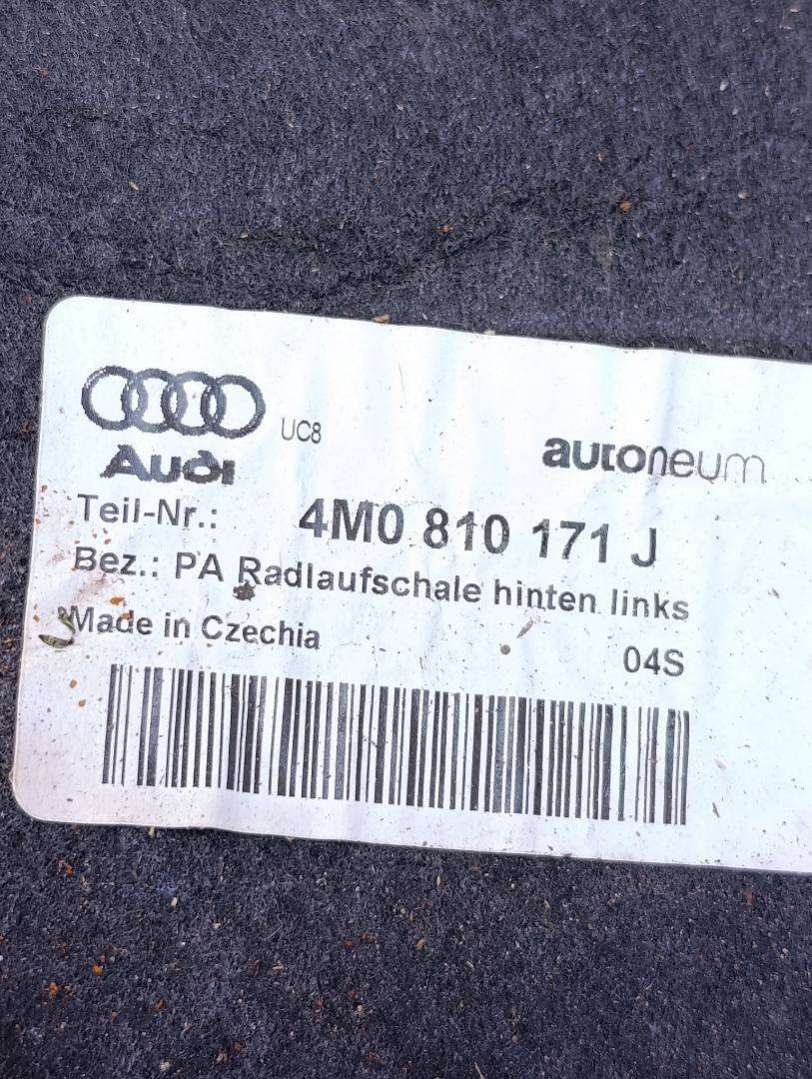 UC8
Audi
autoneum
Teil-Nr.: 4M0 810 171 J
Bez.: PA Radlaufschale hinten links
Made in Czechia
04S